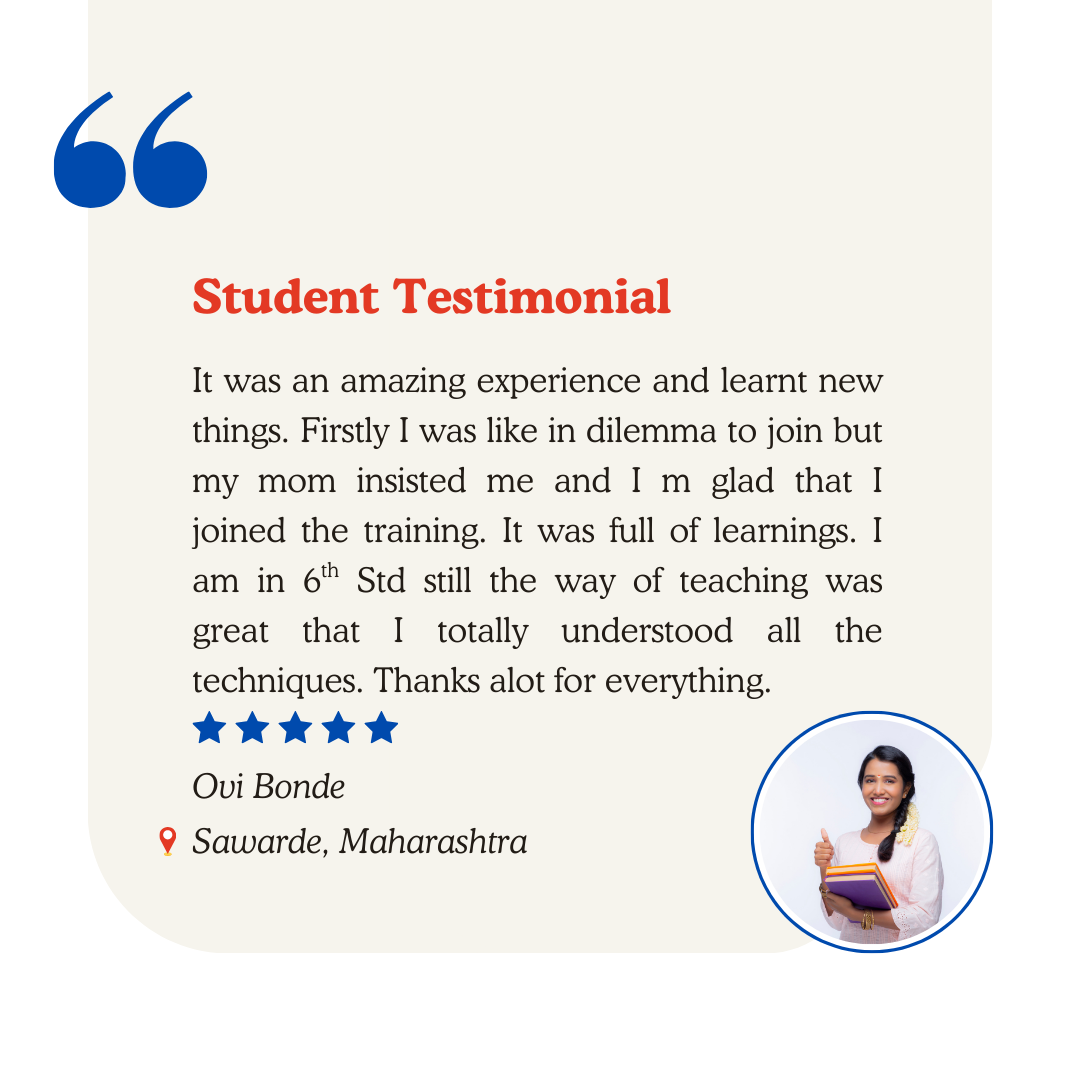 “
Student Testimonial
It was an amazing experience and learnt new
things. Firstly I was like in dilemma to join but
my mom insisted me and I m glad that I
joined the training. It was full of learnings. I
am in 6th Std still the way of teaching was
great that I totally understood all the
techniques. Thanks alot for everything.
Ovi Bonde
Sawarde, Maharashtra